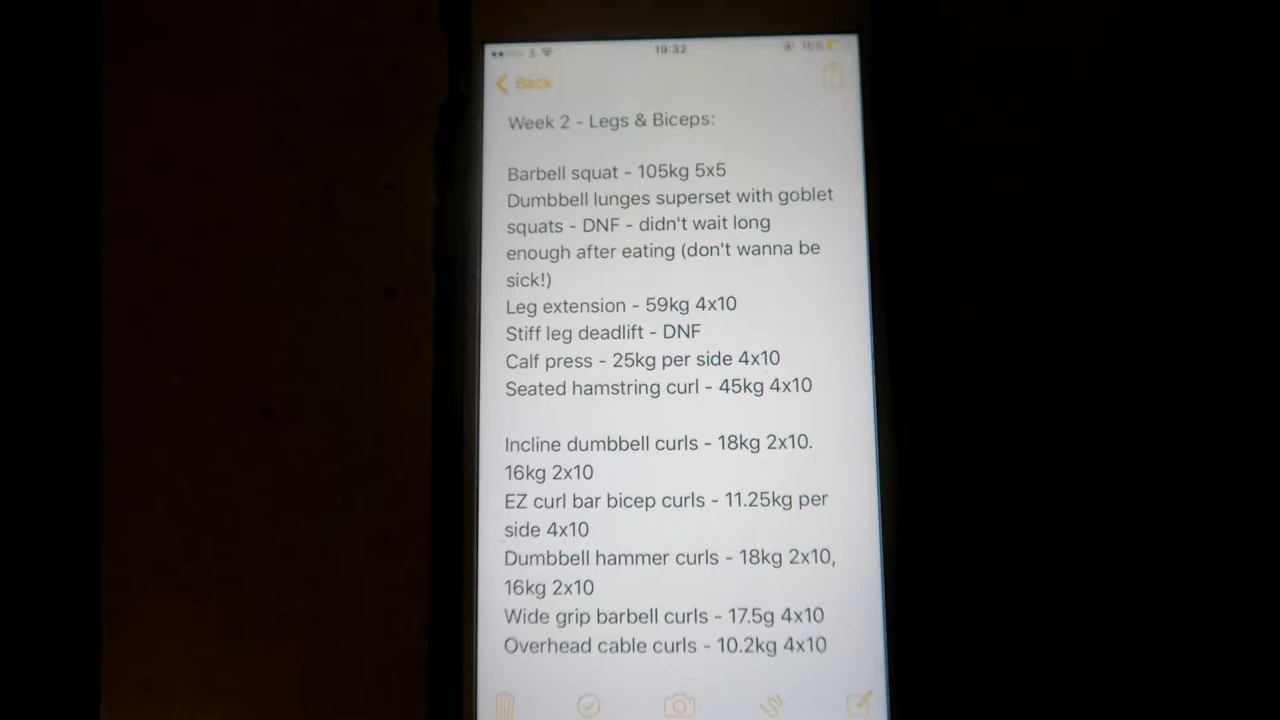 19:32
Back
Week 2 - Legs & Biceps:
Barbell squat - 105kg 5x5
Dumbbell lunges superset with goblet
squats - DNF - didn't wait long
enough after eating (don't wanna be
sick!)
Leg extension - 59kg 4x10
Stiff leg deadlift - DNF
Calf press - 25kg per side 4x10
Seated hamstring curl - 45kg 4x10
Incline dumbbell curls - 18kg 2x10.
16kg 2x10
EZ curl bar bicep curls - 11.25kg per
side 4x10
Dumbbell hammer curls - 18kg 2x10,
16kg 2x10
Wide grip barbell curls - 17.5g 4x10
Overhead cable curls - 10.2kg 4x10